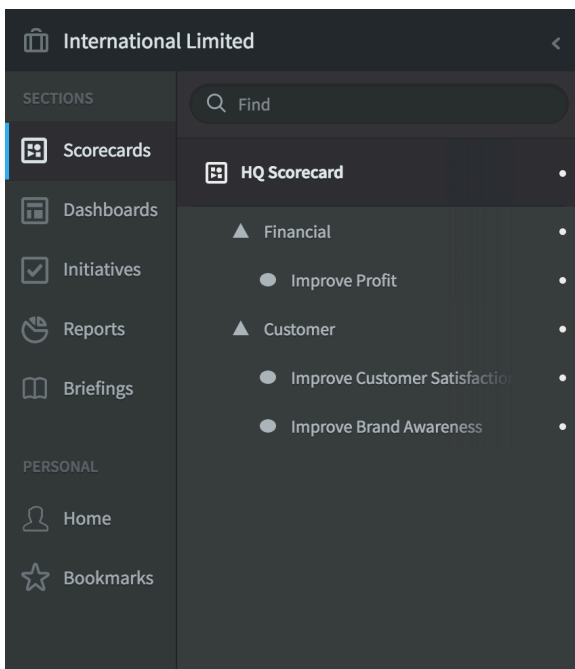 International Limited
SECTIONS
Scorecards
Dashboards
Initiatives
Reports
Briefings
PERSONAL
Home
Bookmarks
Find
HQ Scorecard
Financial
Improve Profit
Customer
Improve Customer Satisfaction
Improve Brand Awareness